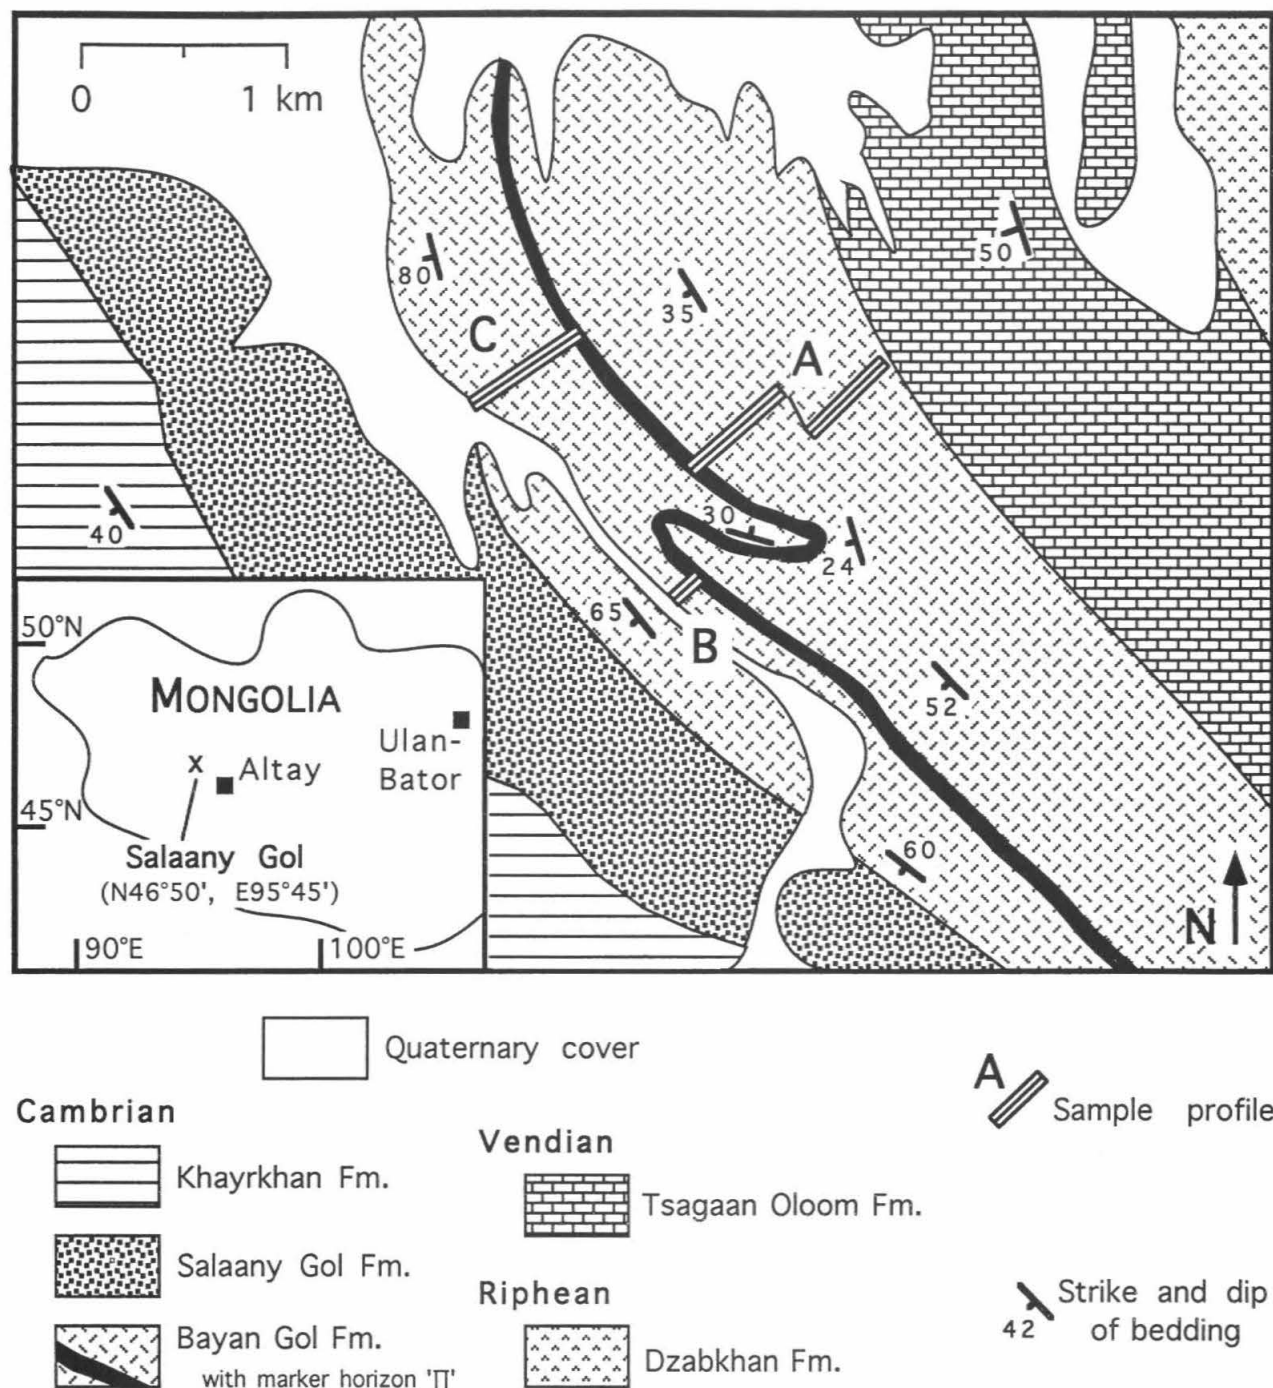 0 1 km
50
80
35
C
A
40
30
24
65
B
52
60
N
50°N
MONGOLIA
Ulan-
Bator
x Altay
45°N
Salaany Gol
(N46°50', E95°45')
90°E 100°E
Quaternary cover
A
Sample profile
Cambrian
Khayrkhan Fm.
Salaany Gol Fm.
Bayan Gol Fm.
with marker horizon 'Π'
Vendian
Tsagaan Oloom Fm.
Riphean
Dzabkhan Fm.
42
Strike and dip
of bedding